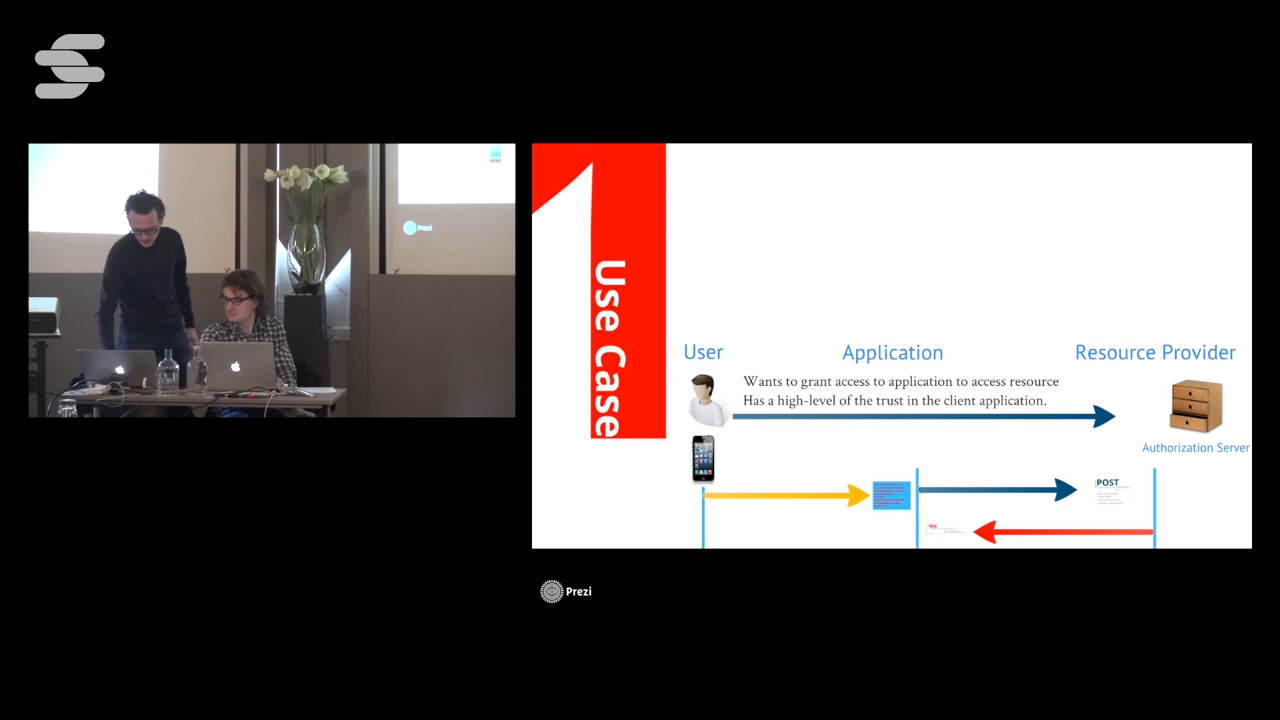 Prezi
Use Case
User
Application
Resource Provider
Wants to grant access to application to access resource
Has a high-level of the trust in the client application.
Authorization Server
POST
4xx
Prezi